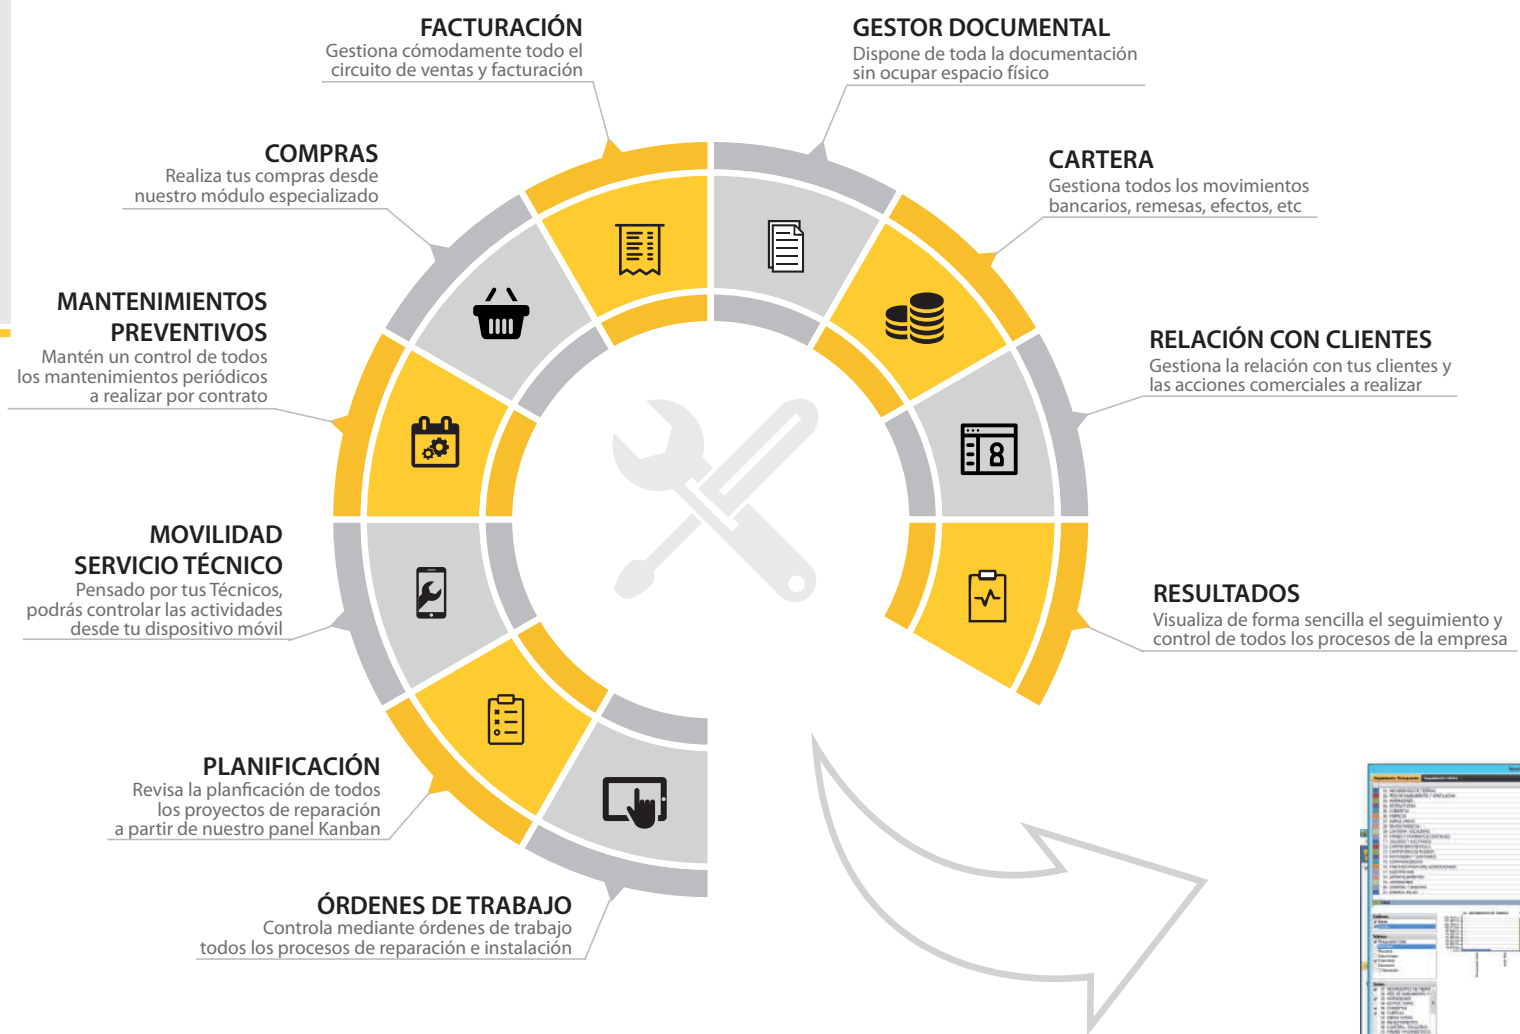 FACTURACIÓN
Gestiona cómodamente todo el
circuito de ventas y facturación
GESTOR DOCUMENTAL
Dispone de toda la documentación
sin ocupar espacio físico
COMPRAS
Realiza tus compras desde
nuestro módulo especializado
CARTERA
Gestiona todos los movimientos
bancarios, remesas, efectos, etc
MANTENIMIENTOS
PREVENTIVOS
Mantén un control de todos
los mantenimientos periódicos
a realizar por contrato
RELACIÓN CON CLIENTES
Gestiona la relación con tus clientes y
las acciones comerciales a realizar
MOVILIDAD
SERVICIO TÉCNICO
Pensado por tus Técnicos,
podrás controlar las actividades
desde tu dispositivo móvil
RESULTADOS
Visualiza de forma sencilla el seguimiento y
control de todos los procesos de la empresa
PLANIFICACIÓN
Revisa la planficación de todos
los proyectos de reparación
a partir de nuestro panel Kanban
ÓRDENES DE TRABAJO
Controla mediante órdenes de trabajo
todos los procesos de reparación e instalación